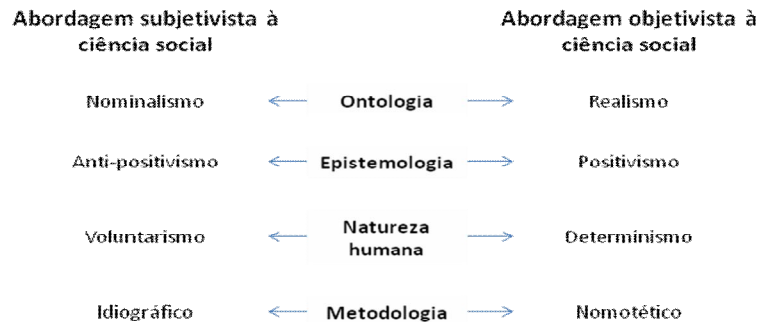 Abordagem subjetivista à
ciência social
Abordagem objetivista à
ciência social
Nominalismo Ontologia Realismo
Anti-positivismo Epistemologia Positivismo
Voluntarismo Natureza
humana Determinismo
Idiográfico Metodologia Nomotético